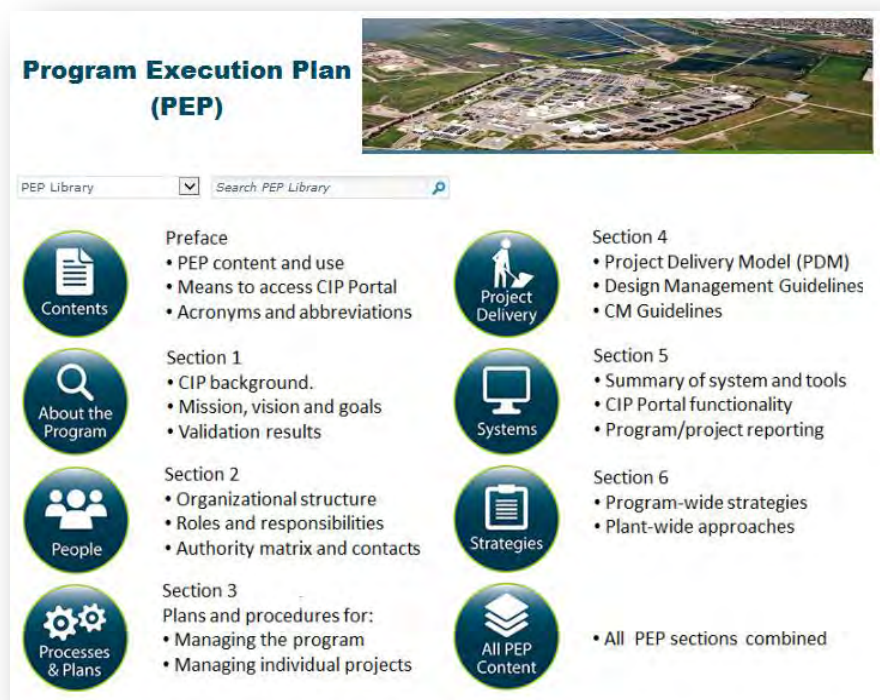 Program Execution Plan
(PEP)
PEP Library
Search PEP Library
Contents
Preface
• PEP content and use
• Means to access CIP Portal
• Acronyms and abbreviations
About the
Program
Section 1
• CIP background.
• Mission, vision and goals
• Validation results
People
Section 2
• Organizational structure
• Roles and responsibilities
• Authority matrix and contacts
Processes
& Plans
Section 3
Plans and procedures for:
• Managing the program
• Managing individual projects
Project
Delivery
Section 4
• Project Delivery Model (PDM)
• Design Management Guidelines
• CM Guidelines
Systems
Section 5
• Summary of system and tools
• CIP Portal functionality
• Program/project reporting
Strategies
Section 6
• Program-wide strategies
• Plant-wide approaches
All PEP
Content
• All PEP sections combined